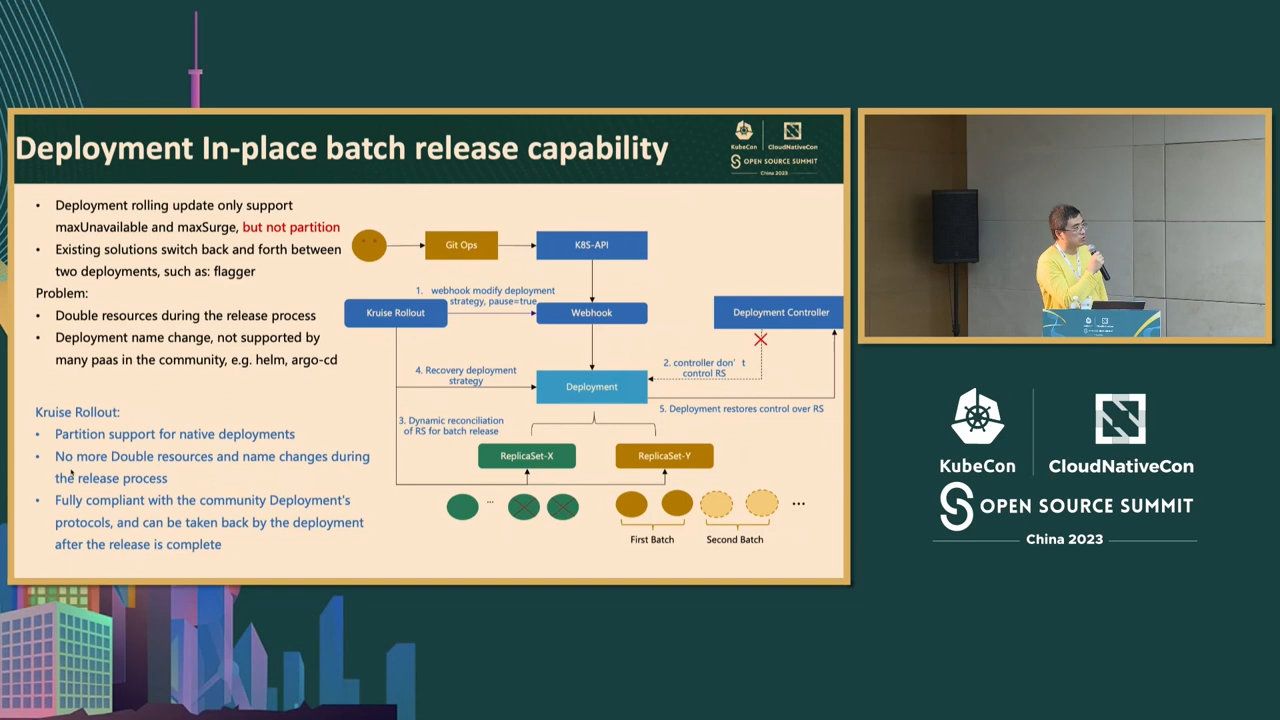 Deployment In-place batch release capability
KubeCon
CloudNativeCon
OPEN SOURCE SUMMIT
China 2023
• Deployment rolling update only support
maxUnavailable and maxSurge, but not partition
• Existing solutions switch back and forth between
two deployments, such as: flagger
Problem:
• Double resources during the release process
• Deployment name change, not supported by
many paas in the community, e.g. helm, argo-cd
Kruise Rollout:
• Partition support for native deployments
• No more Double resources and name changes during
the release process
• Fully compliant with the community Deployment's
protocols, and can be taken back by the deployment
after the release is complete
Git Ops
K8S-API
1. webhook modify deployment
strategy, pause=true
Kruise Rollout
Webhook
Deployment Controller
2. controller don't
control RS
4. Recovery deployment
strategy
Deployment
5. Deployment restores control over RS
3. Dynamic reconciliation
of RS for batch release
ReplicaSet-X
ReplicaSet-Y
...
...
First Batch
Second Batch
KubeCon
CloudNativeCon
OPEN SOURCE SUMMIT
China 2023